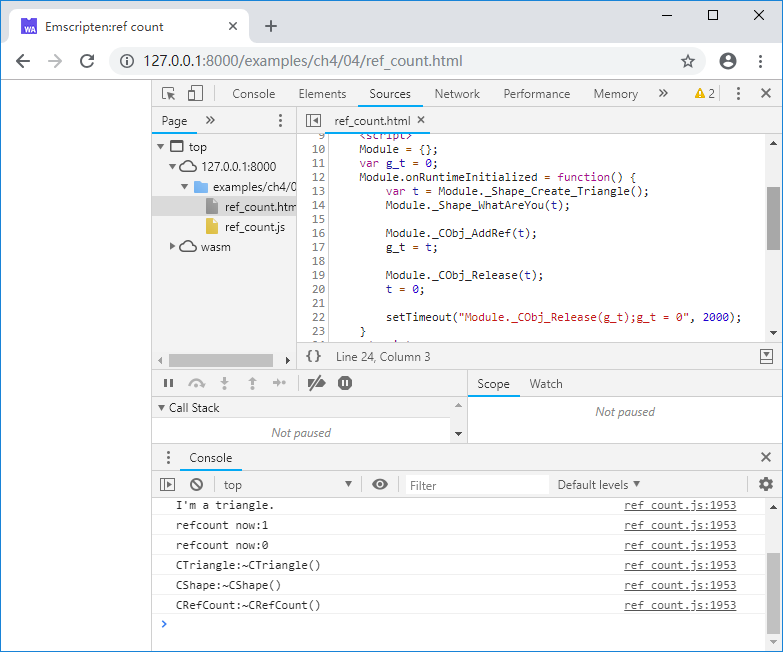 WA Emscripten:ref count
127.0.0.1:8000/examples/ch4/04/ref_count.html
Console Elements Sources Network Performance Memory » 2
Page » ref_count.html
top
127.0.0.1:8000
examples/ch4/0
ref_count.htm
ref_count.js
wasm
9 <script>
10 Module = {};
11 var g_t = 0;
12 Module.onRuntimeInitialized = function() {
13 var t = Module._Shape_Create_Triangle();
14 Module._Shape_WhatAreYou(t);
15
16 Module._CObj_AddRef(t);
17 g_t = t;
18
19 Module._CObj_Release(t);
20 t = 0;
21
22 setTimeout("Module._CObj_Release(g_t);g_t = 0", 2000);
23 }
{} Line 24, Column 3
Scope Watch
Call Stack
Not paused
Not paused
Console
top Filter Default levels
I'm a triangle. ref_count.js:1953
refcount now:1 ref_count.js:1953
refcount now:0 ref_count.js:1953
CTriangle:~CTriangle() ref_count.js:1953
CShape:~CShape() ref_count.js:1953
CRefCount:~CRefCount() ref_count.js:1953
>